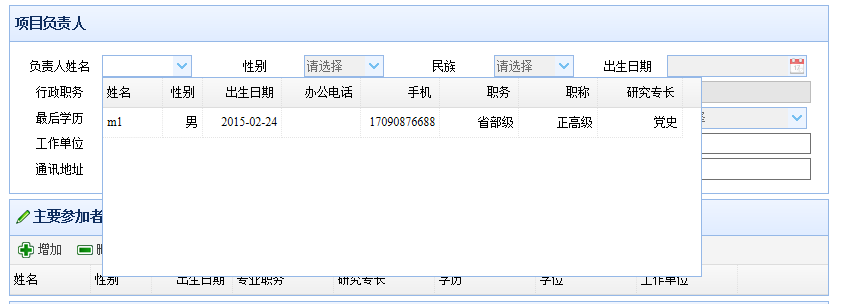 项目负责人
负责人姓名 性别 请选择 民族 请选择 出生日期
行政职务
最后学历
工作单位
通讯地址
姓名 性别 出生日期 办公电话 手机 职务 职称 研究专长
m1 男 2015-02-24 17090876688 省部级 正高级 党史
主要参加者
增加
姓名 性别 出生日期 专业职务 研究专长 学历 学位 工作单位